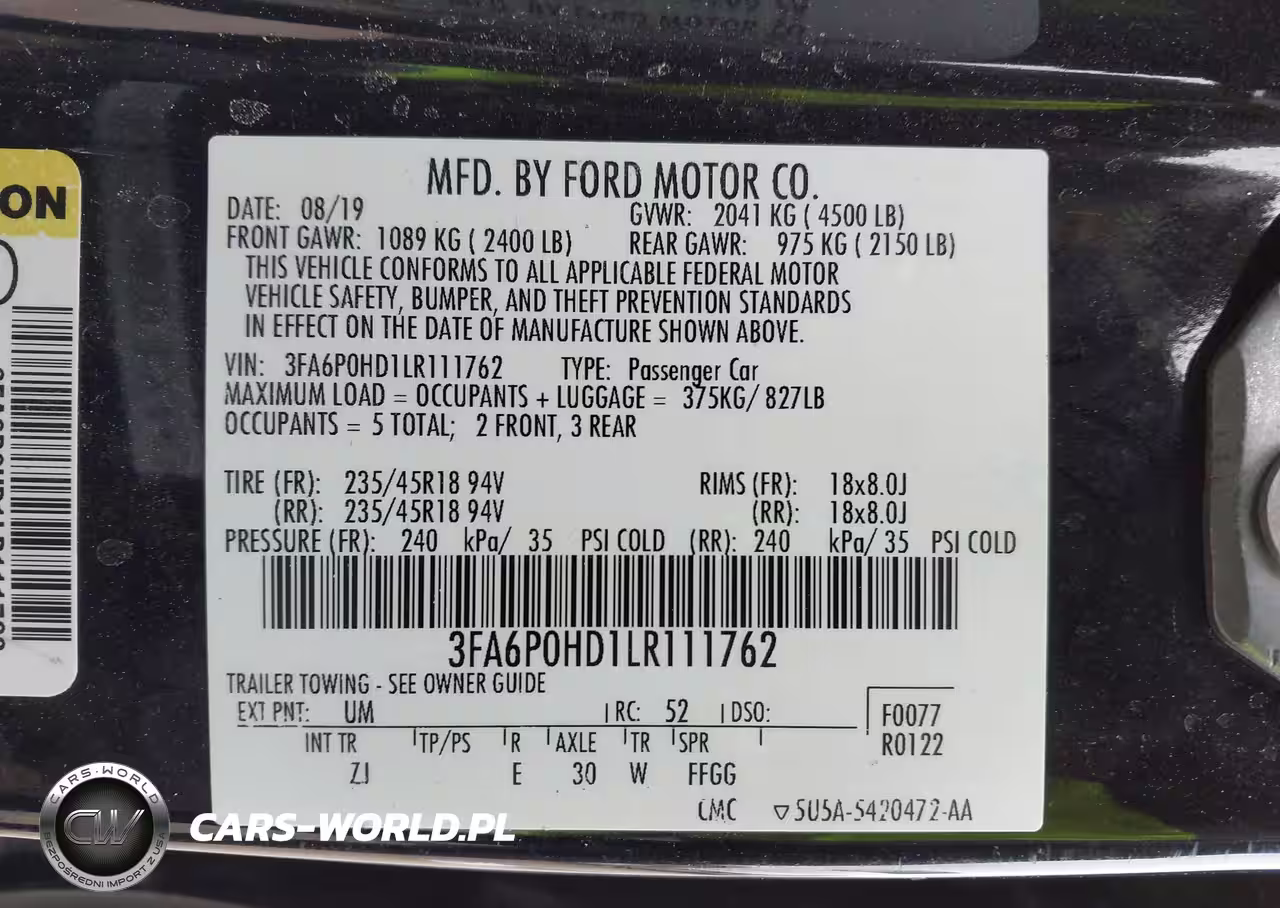 MFD. BY FORD MOTOR CO.
DATE: 08/19 GVWR: 2041 KG ( 4500 LB)
FRONT GAWR: 1089 KG ( 2400 LB) REAR GAWR: 975 KG ( 2150 LB)
THIS VEHICLE CONFORMS TO ALL APPLICABLE FEDERAL MOTOR
VEHICLE SAFETY, BUMPER, AND THEFT PREVENTION STANDARDS
IN EFFECT ON THE DATE OF MANUFACTURE SHOWN ABOVE.
VIN: 3FA6P0HD1LR111762 TYPE: Passenger Car
MAXIMUM LOAD = OCCUPANTS + LUGGAGE = 375KG/ 827LB
OCCUPANTS = 5 TOTAL; 2 FRONT, 3 REAR
TIRE (FR): 235/45R18 94V RIMS (FR): 18x8.0J
(RR): 235/45R18 94V (RR): 18x8.0J
PRESSURE (FR): 240 kPa/ 35 PSI COLD (RR): 240 kPa/ 35 PSI COLD
3FA6P0HD1LR111762
TRAILER TOWING - SEE OWNER GUIDE
EXT PNT: UM RC: 52 DSO:
F0077
R0122
INT TR TP/PS R AXLE TR SPR
ZJ E 30 W FFGG
CMC ▽5U5A-5420472-AA
ON
CARS-WORLD
CW
BEZPOŚREDNI IMPORT Z USA
CARS-WORLD.PL